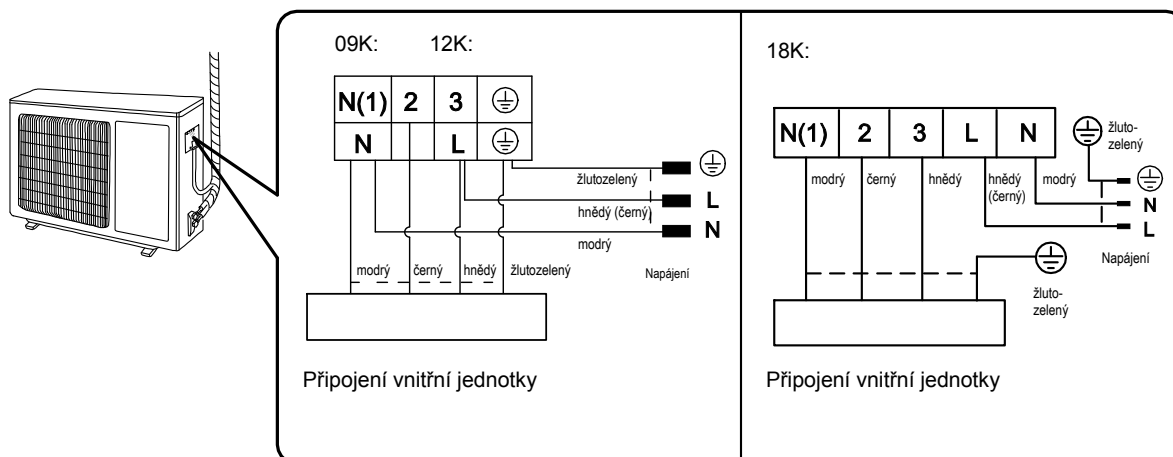 09K: 12K:
N(1) 2 3
N L
žlutozelený
hnědý (černý) L
N
modrý
modrý černý hnědý žlutozelený Napájení
Připojení vnitřní jednotky
18K:
N(1) 2 3 L N
žluto-
zelený
modrý černý hnědý hnědý modrý
(černý)
N
L
Napájení
žluto-
zelený
Připojení vnitřní jednotky